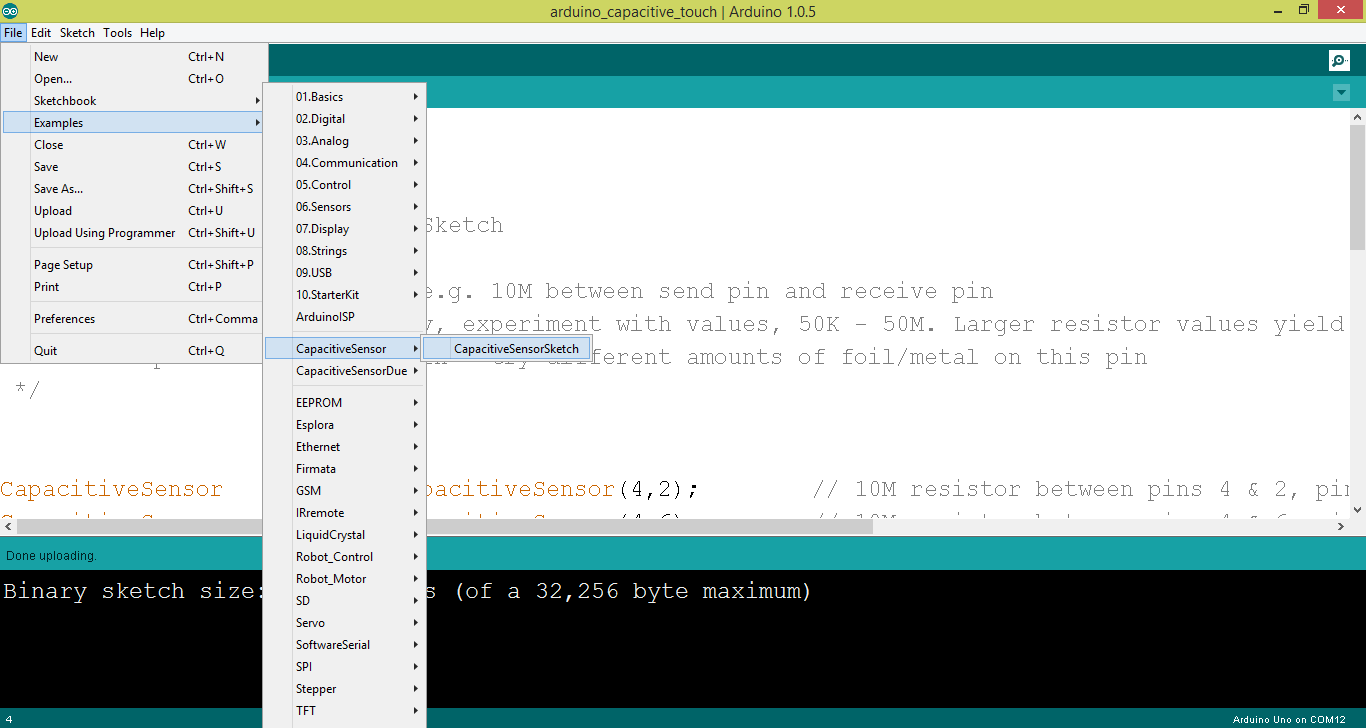 arduino_capacitive_touch | Arduino 1.0.5
File Edit Sketch Tools Help
New Ctrl+N
Open... Ctrl+O
Sketchbook
Examples
Close Ctrl+W
Save Ctrl+S
Save As... Ctrl+Shift+S
Upload Ctrl+U
Upload Using Programmer Ctrl+Shift+U
Page Setup Ctrl+Shift+P
Print Ctrl+P
Preferences Ctrl+Comma
Quit Ctrl+Q
01.Basics
02.Digital
03.Analog
04.Communication
05.Control
06.Sensors
07.Display
08.Strings
09.USB
10.StarterKit
ArduinoISP
CapacitiveSensor
CapacitiveSensorDue
EEPROM
Esplora
Ethernet
Firmata
GSM
IRremote
LiquidCrystal
Robot_Control
Robot_Motor
SD
Servo
SoftwareSerial
SPI
Stepper
TFT
CapacitiveSensorSketch
Sketch
e.g. 10M between send pin and receive pin
, experiment with values, 50K - 50M. Larger resistor values yield
different amounts of foil/metal on this pin
*/
CapacitiveSensor pacitiveSensor(4,2); // 10M resistor between pins 4 & 2, pin
Done uploading.
Binary sketch size: s (of a 32,256 byte maximum)
4 Arduino Uno on COM12